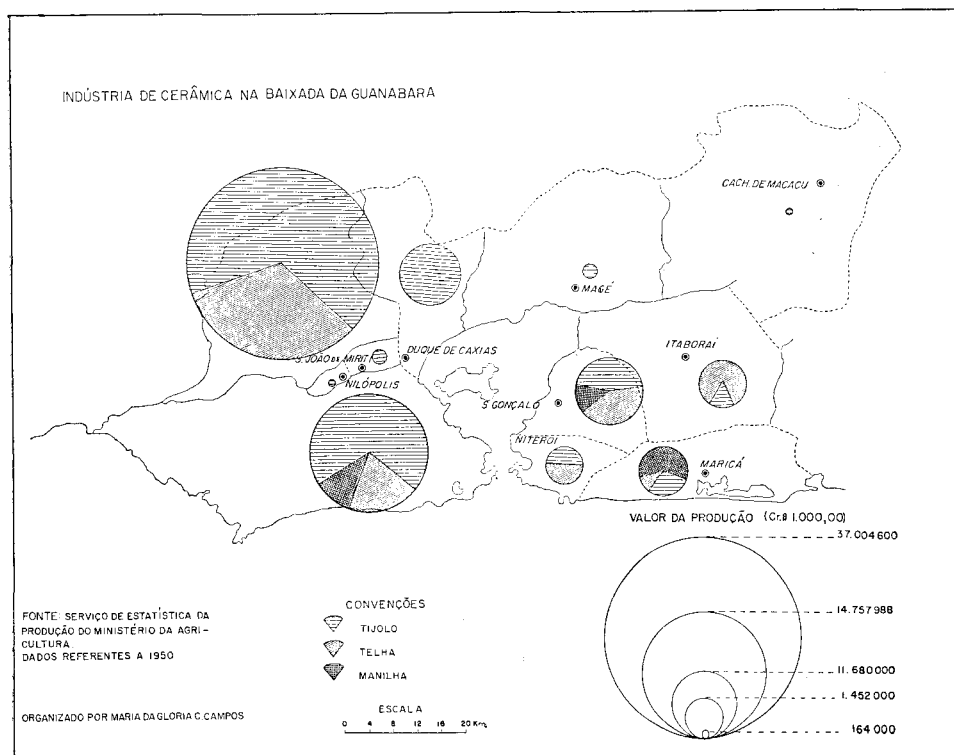 INDÚSTRIA DE CERÂMICA NA BAIXADA DA GUANABARA
CACH. DE MACACU
MAGÉ
ITABORAÍ
DUQUE DE CAXIAS
S. JOÃO DE MIRITI
NILÓPOLIS
S. GONÇALO
NITERÓI
MARICÁ
VALOR DA PRODUÇÃO (Cr.$ 1.000,00)
37.004600
14.757988
11.680000
1.452000
164000
CONVENÇÕES
TIJOLO
TELHA
MANILHA
ESCALA
0 4 8 12 16 20 Km.
FONTE: SERVIÇO DE ESTATÍSTICA DA
PRODUÇÃO DO MINISTÉRIO DA AGRI-
CULTURA.
DADOS REFERENTES A 1950
ORGANIZADO POR MARIA DA GLORIA C. CAMPOS